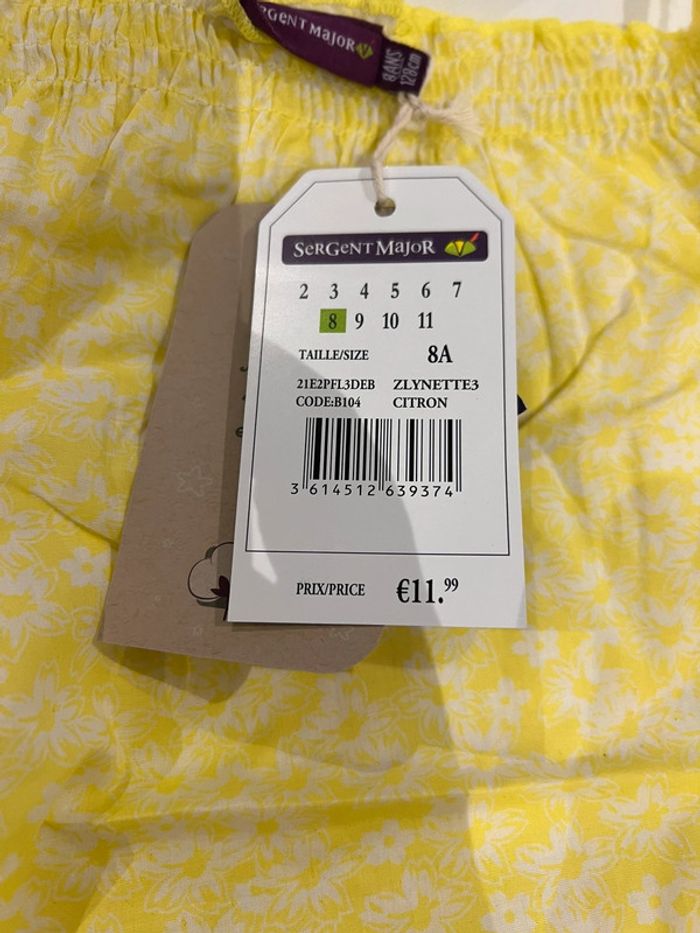 SERGENT MAJOR
8ANS
128cm
SERGENT MAJOR
2 3 4 5 6 7
8 9 10 11
TAILLE/SIZE 8A
21E2PFL3DEB ZLYNETTE3
CODE:B104 CITRON
3 614512 639374
PRIX/PRICE €11.99